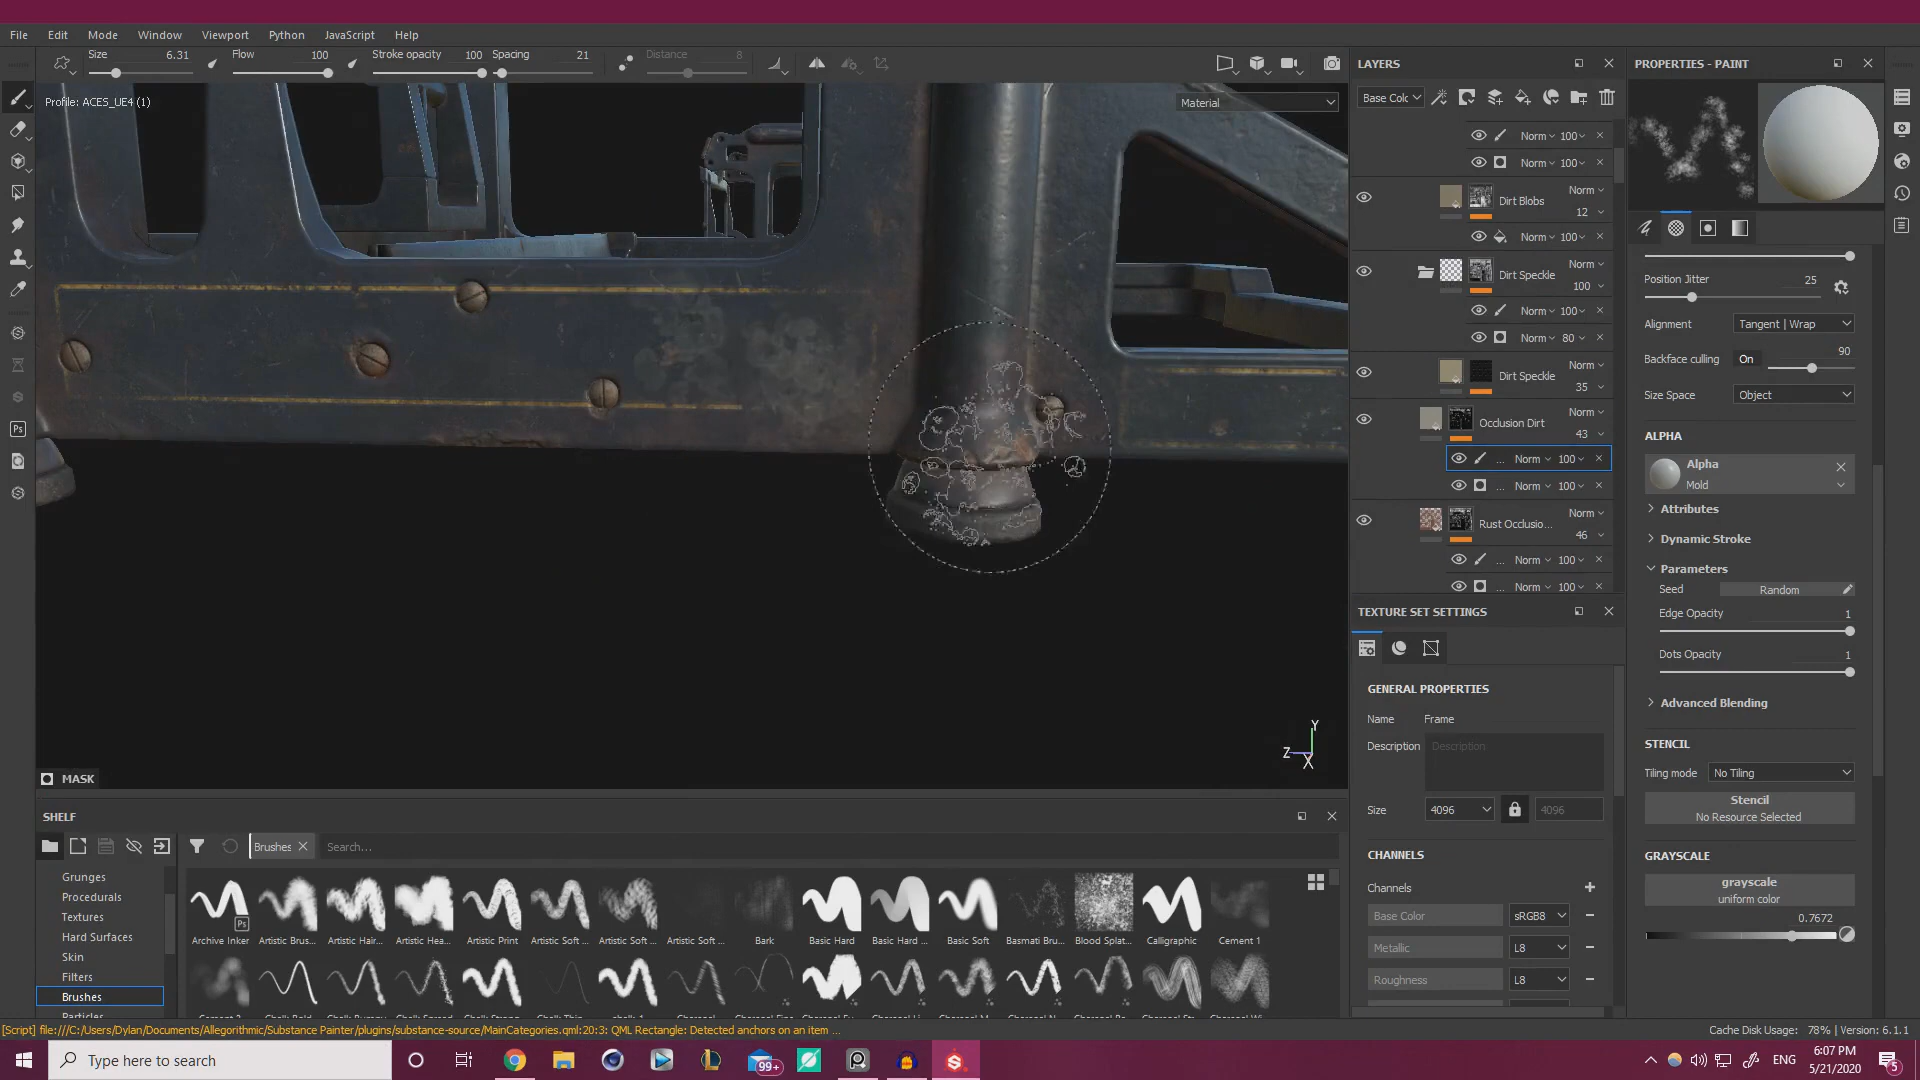 File Edit Mode Window Viewport Python JavaScript Help
Size 6.31 Flow 100 Stroke opacity 100 Spacing 21 Distance 8
Profile: ACES_UE4 (1)
Material
MASK
Y
Z
X
LAYERS
Base Colc
Norm 100
Norm 100
Dirt Blobs Norm 12
Norm 100
Dirt Speckle Norm 100
Norm 100
Norm 80
Dirt Speckle Norm 35
Occlusion Dirt Norm 43
... Norm 100
... Norm 100
Rust Occlusio... Norm 46
... Norm 100
... Norm 100
TEXTURE SET SETTINGS
GENERAL PROPERTIES
Name Frame
Description Description
Size 4096 4096
CHANNELS
Channels
Base Color sRGB8
Metallic L8
Roughness L8
PROPERTIES - PAINT
Position Jitter 25
Alignment Tangent | Wrap
Backface culling On 90
Size Space Object
ALPHA
Alpha
Mold
Attributes
Dynamic Stroke
Parameters
Seed Random
Edge Opacity 1
Dots Opacity 1
Advanced Blending
STENCIL
Tiling mode No Tiling
Stencil
No Resource Selected
GRAYSCALE
grayscale
uniform color
0.7672
SHELF
Brushes
Search...
Grunges
Procedurals
Textures
Hard Surfaces
Skin
Filters
Brushes
Ps
Ps
Archive Inker Artistic Brus... Artistic Hair... Artistic Hea... Artistic Print Artistic Soft ... Artistic Soft ... Artistic Soft ... Bark Basic Hard Basic Hard ... Basic Soft Basmati Bru... Blood Splat... Calligraphic Cement 1
[Script] file:///C:/Users/Dylan/Documents/Allegorithmic/Substance Painter/plugins/substance-source/MainCategories.qml:20:3: QML Rectangle: Detected anchors on an item ...
Cache Disk Usage: 78% | Version: 6.1.1
Type here to search
99+
ENG
6:07 PM
5/21/2020
5